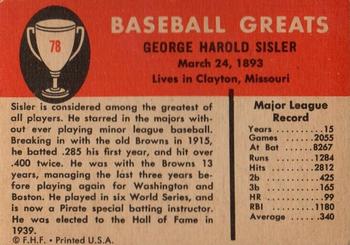 BASEBALL GREATS
78
GEORGE HAROLD SISLER
March 24, 1893
Lives in Clayton, Missouri
Sisler is considered among the greatest of
all players. He starred in the majors with-
out ever playing minor league baseball.
Breaking in with the old Browns in 1915,
he batted .285 his first year, and hit over
.400 twice. He was with the Browns 13
years, managing the last three years be-
fore playing again for Washington and
Boston. He played in six World Series, and
is now a Pirate special batting instructor.
He was elected to the Hall of Fame in
1939.
© F.H.F. • Printed U.S.A.
Major League
Record
Years .15
Games 2055
At Bat 8267
Runs 1284
Hits 2812
2b .425
3b .165
HR .99
RBI 1180
Average .340